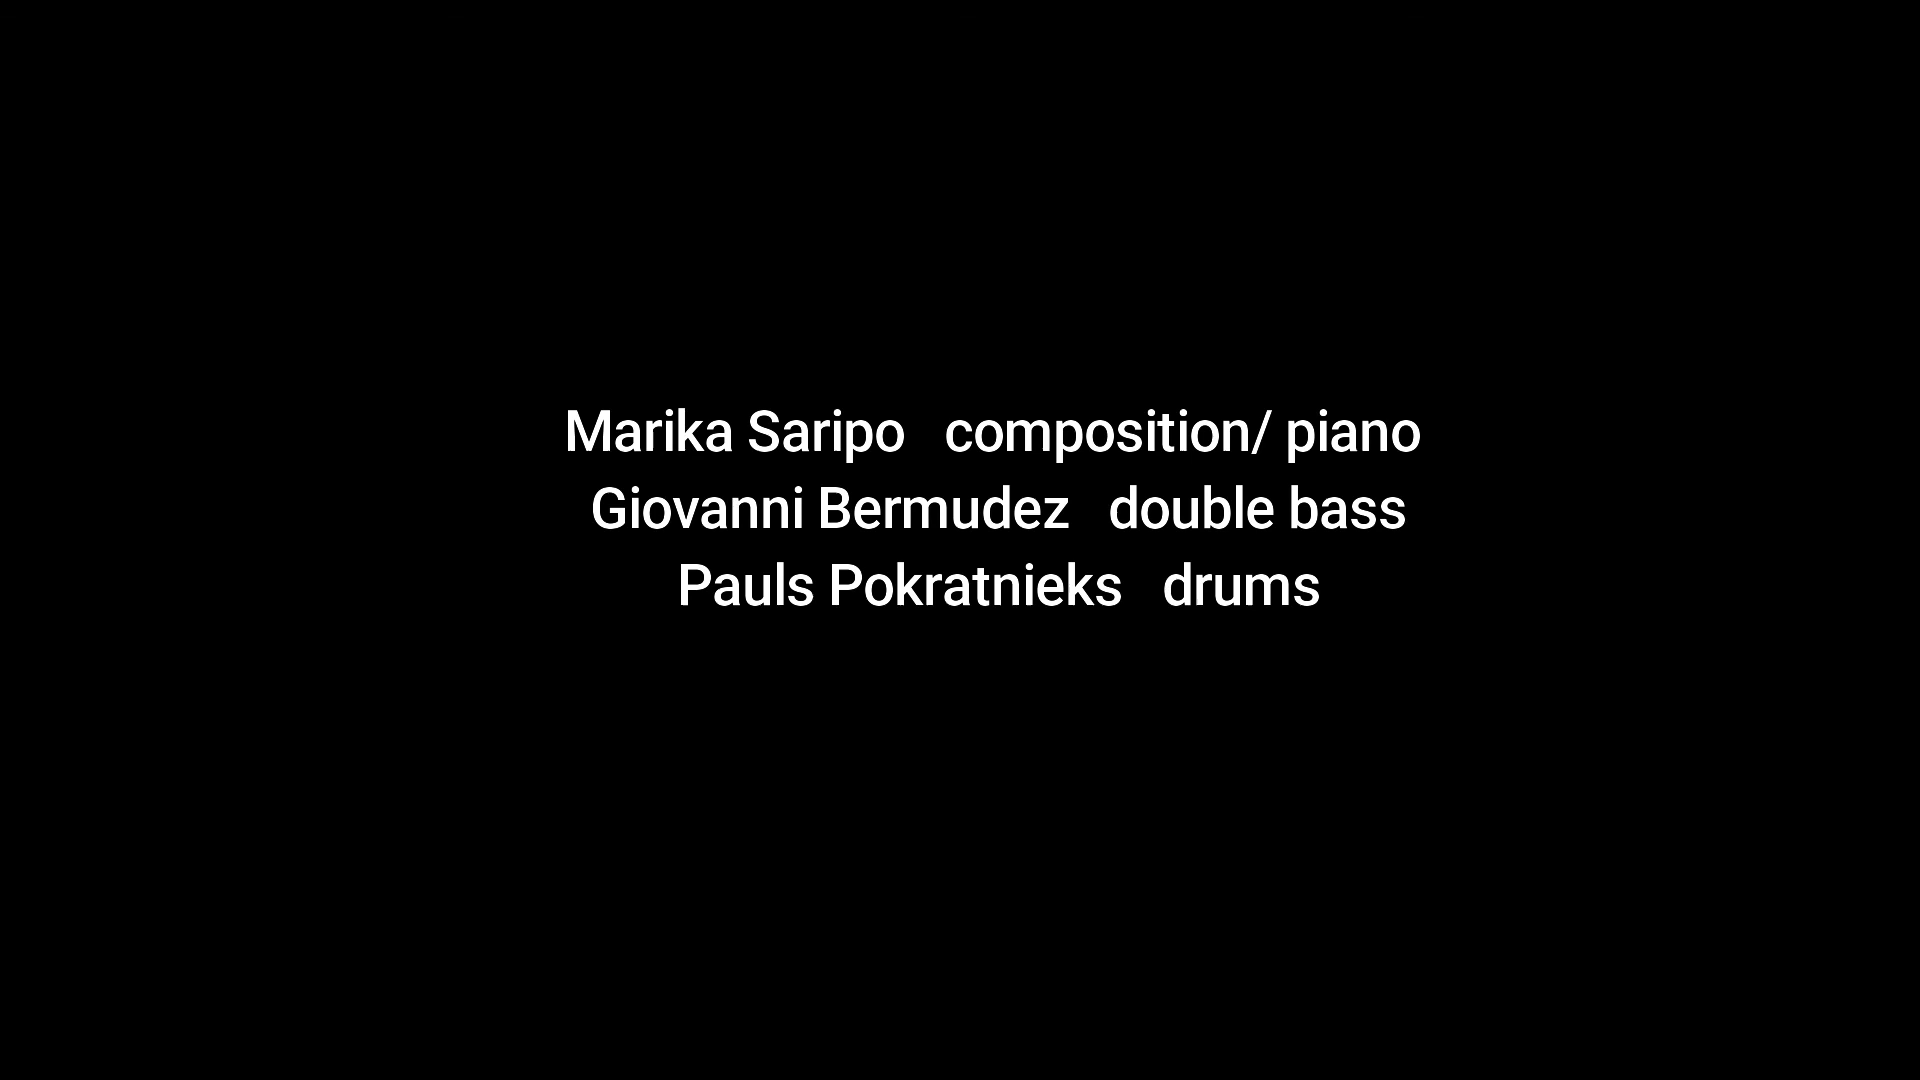 Marika Saripo composition/ piano
Giovanni Bermudez double bass
Pauls Pokratnieks drums